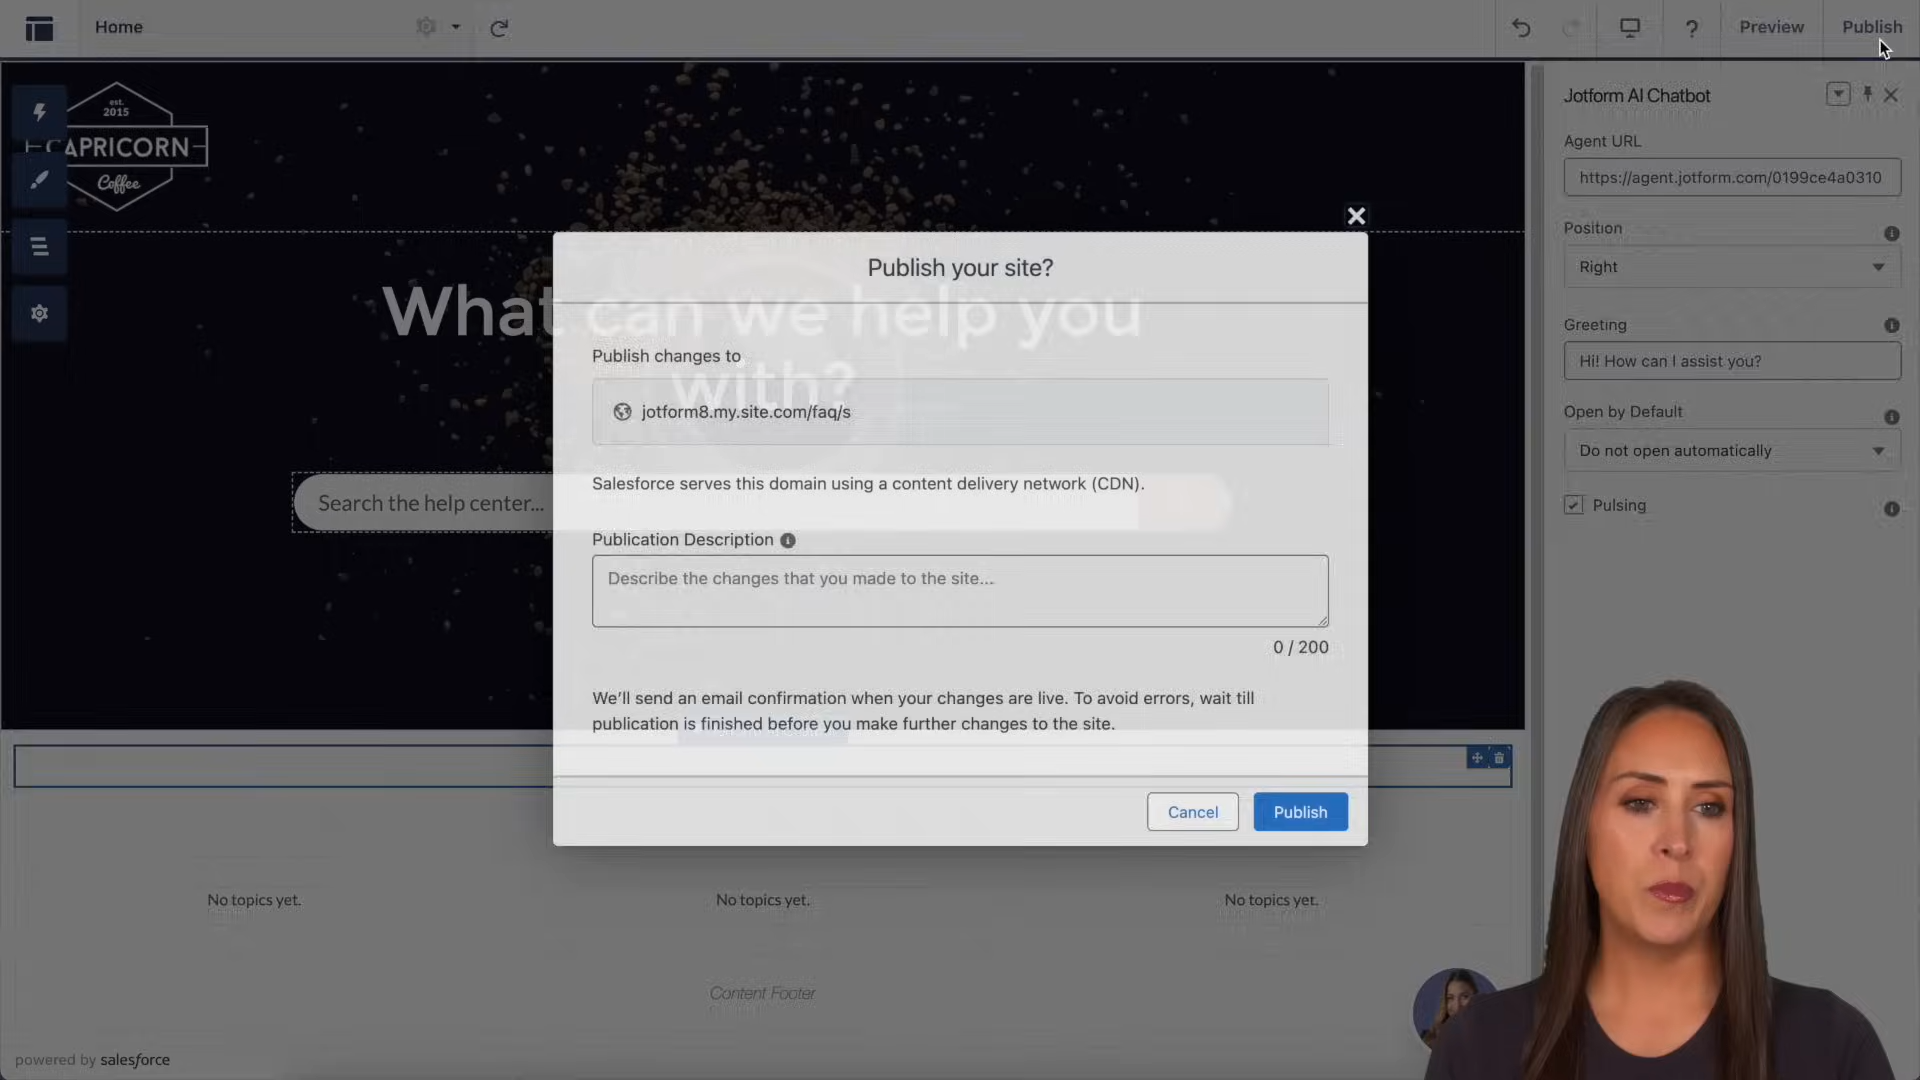 Home
Preview
Publish
est.
2015
CAPRICORN
Coffee
What can we help you
with?
Search the help center...
Publish your site?
Publish changes to
jotform8.my.site.com/faq/s
Salesforce serves this domain using a content delivery network (CDN).
Publication Description
Describe the changes that you made to the site...
0 / 200
We'll send an email confirmation when your changes are live. To avoid errors, wait till
publication is finished before you make further changes to the site.
Cancel
Publish
Jotform AI Chatbot
Agent URL
https://agent.jotform.com/0199ce4a0310
Position
Right
Greeting
Hi! How can I assist you?
Open by Default
Do not open automatically
Pulsing
No topics yet.
No topics yet.
No topics yet.
Content Footer
powered by salesforce